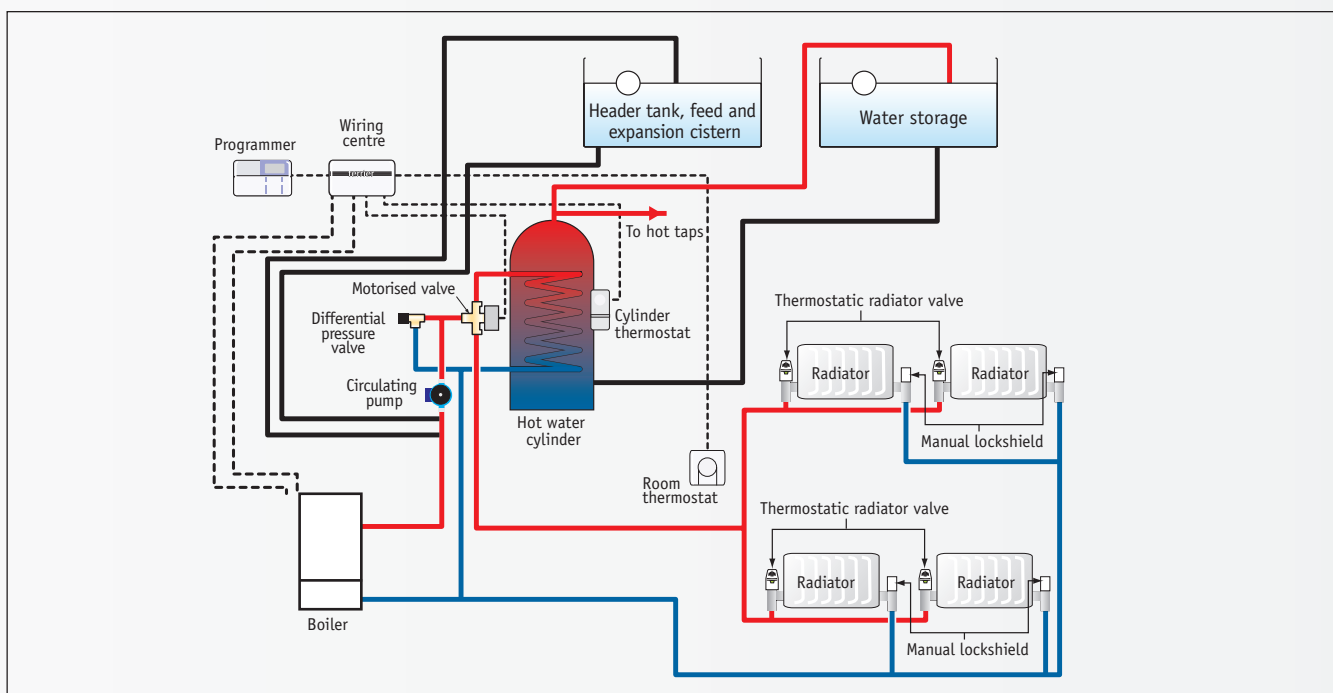 Header tank, feed and
expansion cistern
Water storage
Wiring
centre
Programmer
terrier
To hot taps
Motorised valve
Differential
pressure
valve
Cylinder
thermostat
Circulating
pump
Hot water
cylinder
Thermostatic radiator valve
Radiator
Radiator
Manual lockshield
Room
thermostat
Thermostatic radiator valve
Radiator
Radiator
Manual lockshield
Boiler